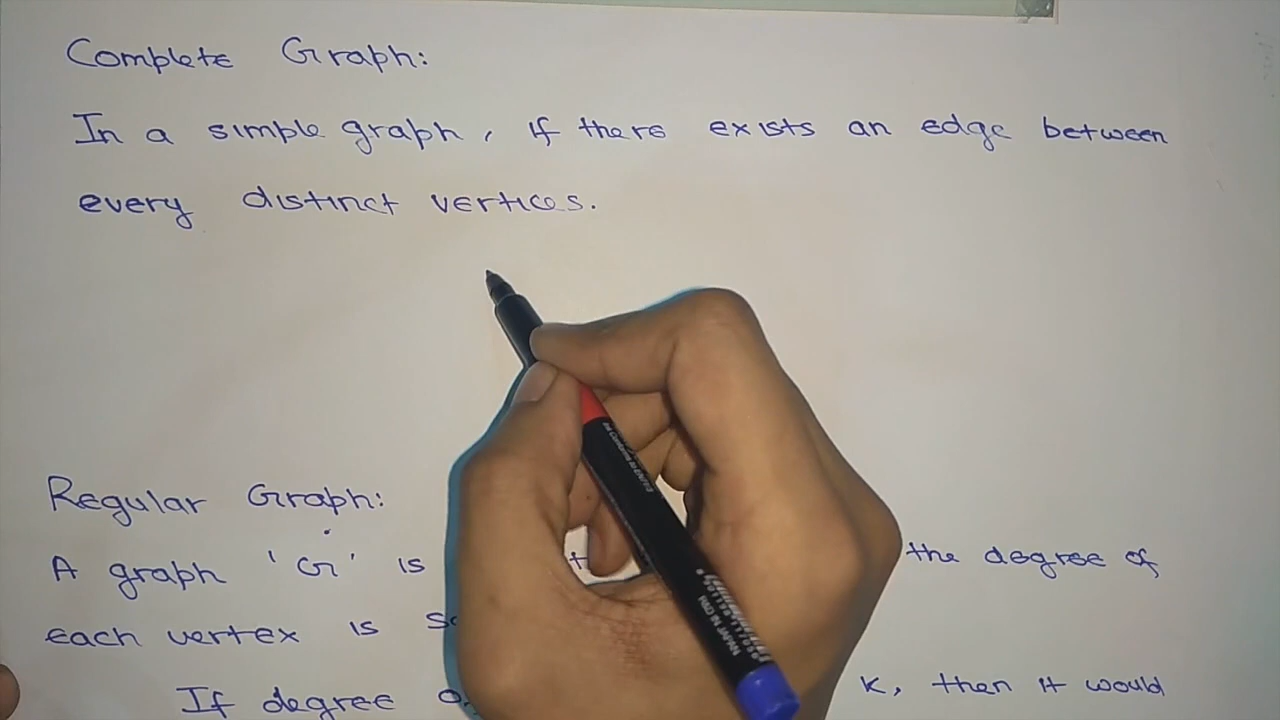 Complete Graph:
In a simple graph, if there exists an edge between
every distinct vertices.
Regular Graph:
A graph 'G' is the degree of
each vertex is
If degree K, then it would